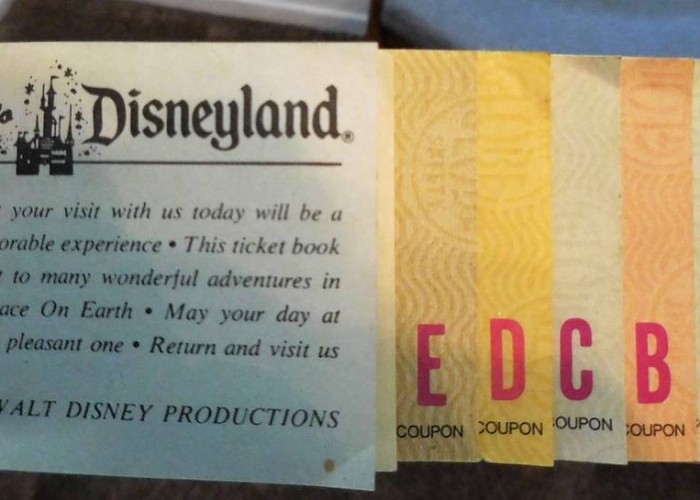 Disneyland®
your visit with us today will be a
orable experience • This ticket book
to many wonderful adventures in
ace On Earth • May your day at
pleasant one • Return and visit us
WALT DISNEY PRODUCTIONS
E
COUPON
D
COUPON
C
COUPON
B
COUPON